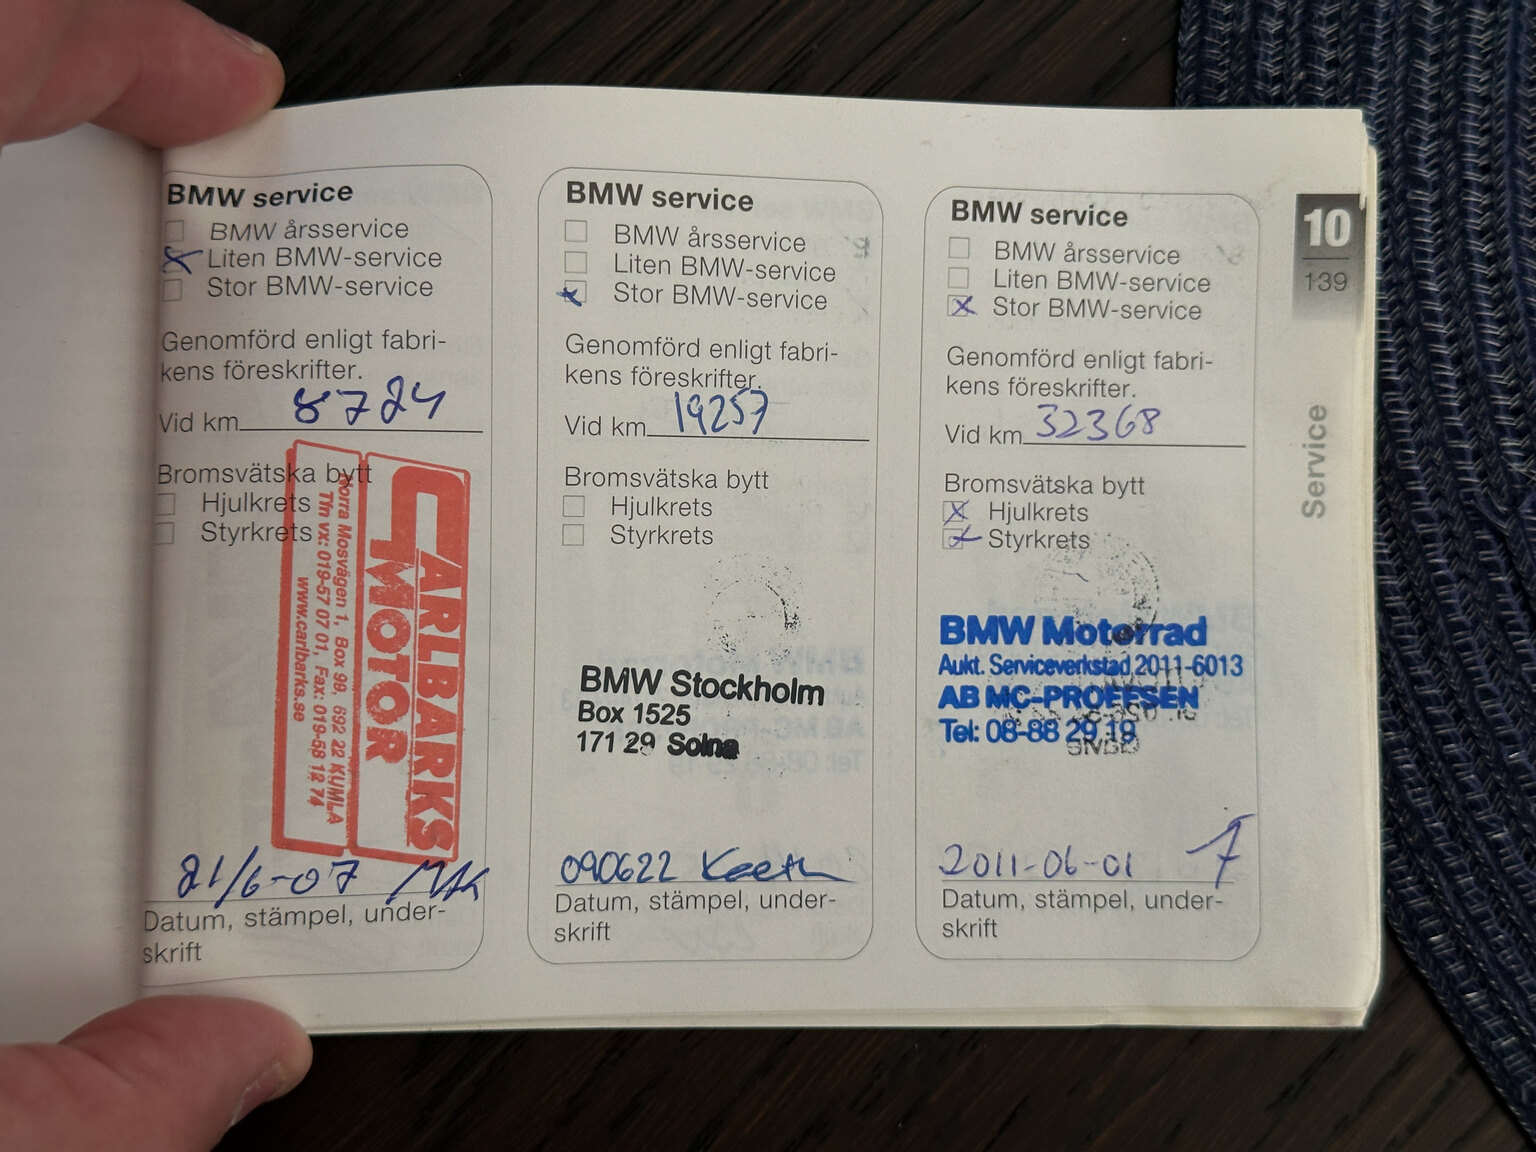 BMW service
BMW årsservice
Liten BMW-service
Stor BMW-service
Genomförd enligt fabri-
kens föreskrifter.
Vid km 8724
Bromsvätska bytt
Hjulkrets
Styrkrets
CARLBARKS
MOTOR
Norra Mosvägen 1, Box 98, 692 22 KUMLA
Tfn vx: 019-57 07 01, Fax: 019-58 12 74
www.carlbarks.se
21/6-07
Datum, stämpel, under-
skrift
BMW service
BMW årsservice
Liten BMW-service
Stor BMW-service
Genomförd enligt fabri-
kens föreskrifter.
Vid km 19257
Bromsvätska bytt
Hjulkrets
Styrkrets
BMW Stockholm
Box 1525
171 29 Solna
090622
Datum, stämpel, under-
skrift
BMW service
BMW årsservice
Liten BMW-service
Stor BMW-service
Genomförd enligt fabri-
kens föreskrifter.
Vid km 32368
Bromsvätska bytt
Hjulkrets
Styrkrets
BMW Motorrad
Aukt. Serviceverkstad 2011-6013
AB MC-PROFFSEN
Tel: 08-88 29 19
2011-06-01
Datum, stämpel, under-
skrift
10
139
Service